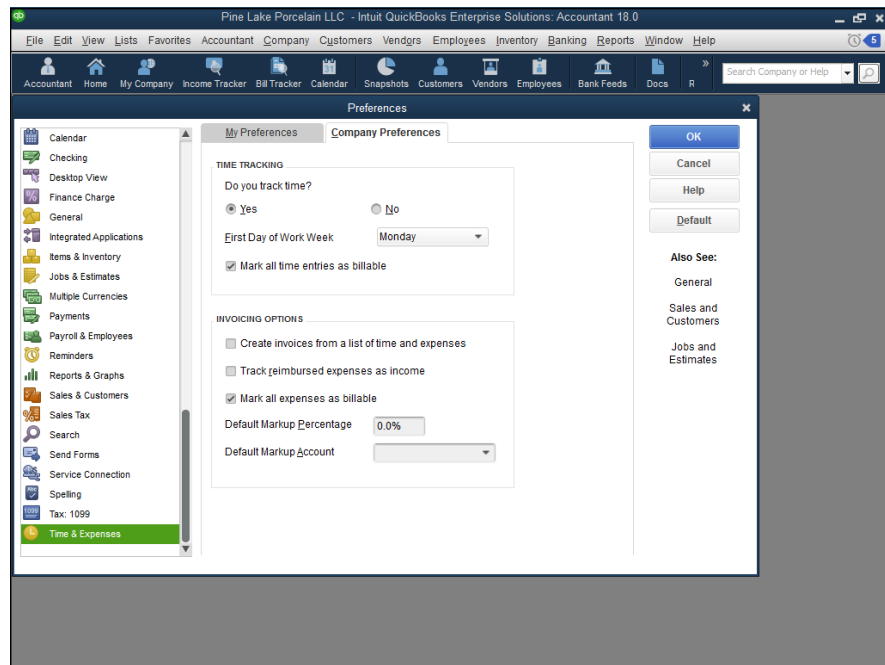 Pine Lake Porcelain LLC - Intuit QuickBooks Enterprise Solutions: Accountant 18.0
File Edit View Lists Favorites Accountant Company Customers Vendors Employees Inventory Banking Reports Window Help 5
Accountant Home My Company Income Tracker Bill Tracker Calendar Snapshots Customers Vendors Employees Bank Feeds Docs R » Search Company or Help
Preferences
Calendar
Checking
Desktop View
Finance Charge
General
Integrated Applications
Items & Inventory
Jobs & Estimates
Multiple Currencies
Payments
Payroll & Employees
Reminders
Reports & Graphs
Sales & Customers
Sales Tax
Search
Send Forms
Service Connection
Spelling
Tax: 1099
Time & Expenses
My Preferences Company Preferences
TIME TRACKING
Do you track time?
Yes No
First Day of Work Week Monday
Mark all time entries as billable
INVOICING OPTIONS
Create invoices from a list of time and expenses
Track reimbursed expenses as income
Mark all expenses as billable
Default Markup Percentage 0.0%
Default Markup Account
OK
Cancel
Help
Default
Also See:
General
Sales and
Customers
Jobs and
Estimates